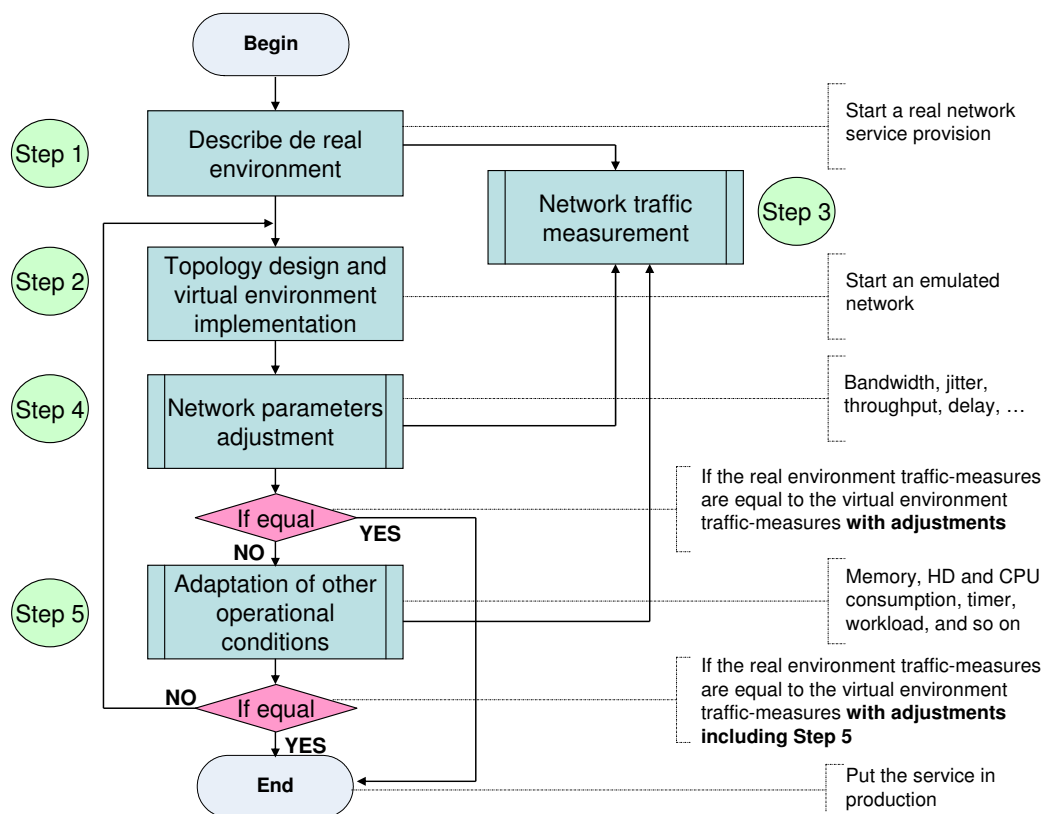 Begin
Step 1
Describe de real
environment
Start a real network
service provision
Network traffic
measurement
Step 3
Step 2
Topology design and
virtual environment
implementation
Start an emulated
network
Step 4
Network parameters
adjustment
Bandwidth, jitter,
throughput, delay, …
If equal
YES
NO
If the real environment traffic-measures
are equal to the virtual environment
traffic-measures with adjustments
Step 5
Adaptation of other
operational
conditions
Memory, HD and CPU
consumption, timer,
workload, and so on
NO
If equal
YES
If the real environment traffic-measures
are equal to the virtual environment
traffic-measures with adjustments
including Step 5
End
Put the service in
production